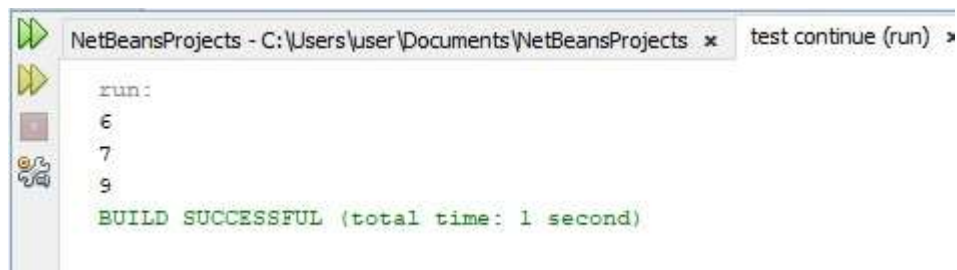 NetBeansProjects - C:\Users\user\Documents\NetBeansProjects x test continue (run) x
run:
6
7
9
BUILD SUCCESSFUL (total time: 1 second)